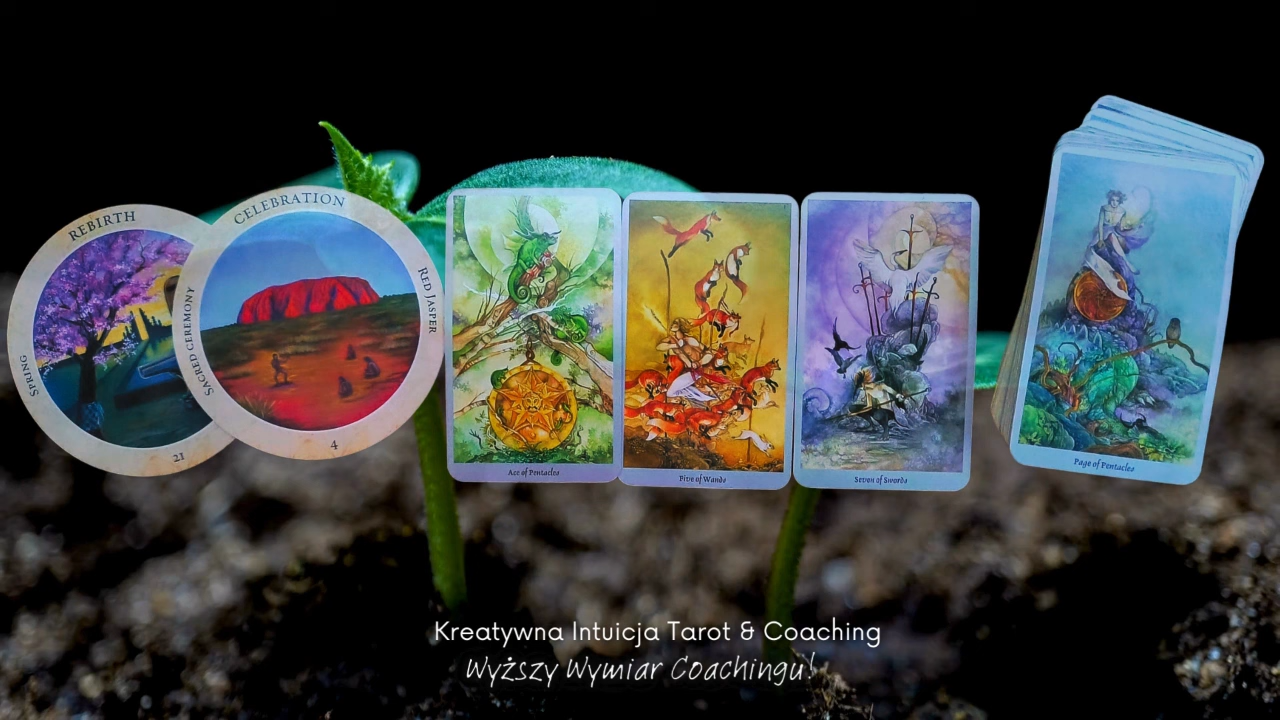 REBIRTH
SPRING
21
CELEBRATION
SACRED CEREMONY
RED JASPER
4
Ace of Pentacles
Five of Wands
Seven of Swords
Page of Pentacles
Kreatywna Intuicja Tarot & Coaching
Wyższy Wymiar Coachingu!